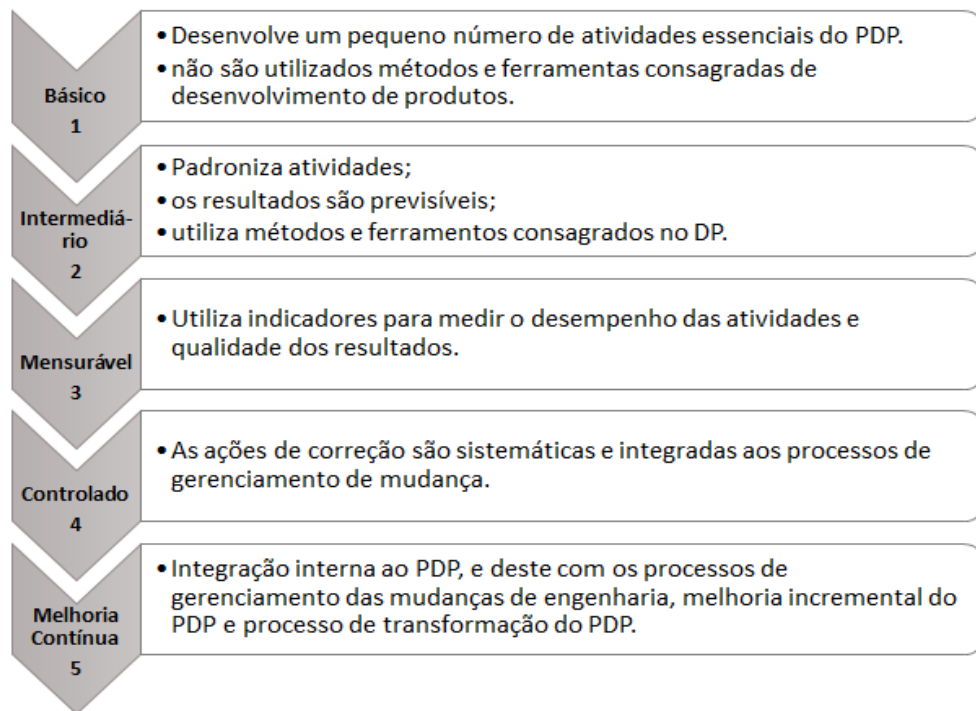 Básico
1
• Desenvolve um pequeno número de atividades essenciais do PDP.
• não são utilizados métodos e ferramentas consagradas de
desenvolvimento de produtos.
Intermediá-
rio
2
• Padroniza atividades;
• os resultados são previsíveis;
• utiliza métodos e ferramentos consagrados no DP.
Mensurável
3
• Utiliza indicadores para medir o desempenho das atividades e
qualidade dos resultados.
Controlado
4
• As ações de correção são sistemáticas e integradas aos processos de
gerenciamento de mudança.
Melhoria
Contínua
5
• Integração interna ao PDP, e deste com os processos de
gerenciamento das mudanças de engenharia, melhoria incremental do
PDP e processo de transformação do PDP.